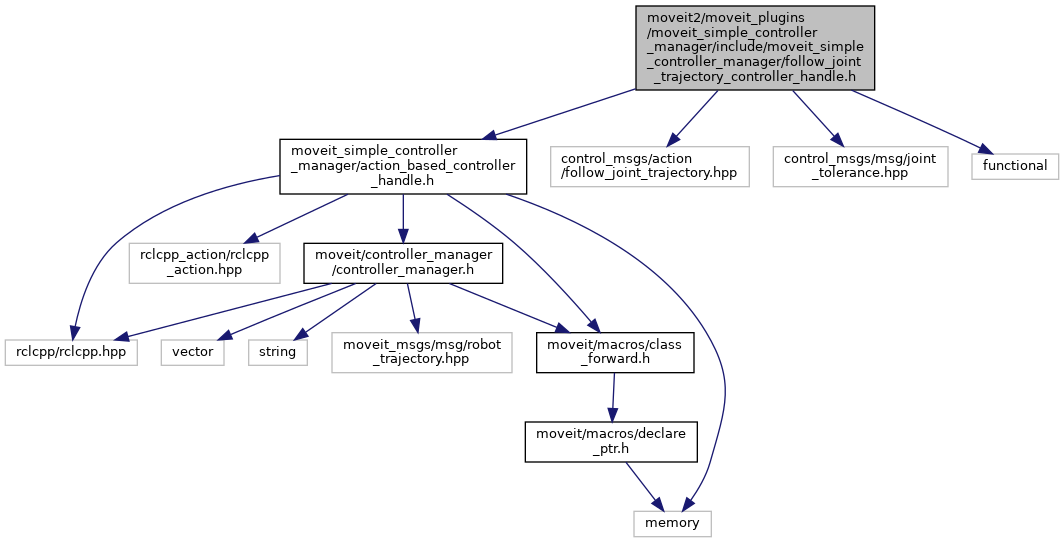 moveit2/moveit_plugins
/moveit_simple_controller
_manager/include/moveit_simple
_controller_manager/follow_joint
_trajectory_controller_handle.h
moveit_simple_controller
_manager/action_based_controller
_handle.h
control_msgs/action
/follow_joint_trajectory.hpp
control_msgs/msg/joint
_tolerance.hpp
functional
rclcpp_action/rclcpp
_action.hpp
moveit/controller_manager
/controller_manager.h
rclcpp/rclcpp.hpp
vector
string
moveit_msgs/msg/robot
_trajectory.hpp
moveit/macros/class
_forward.h
moveit/macros/declare
_ptr.h
memory